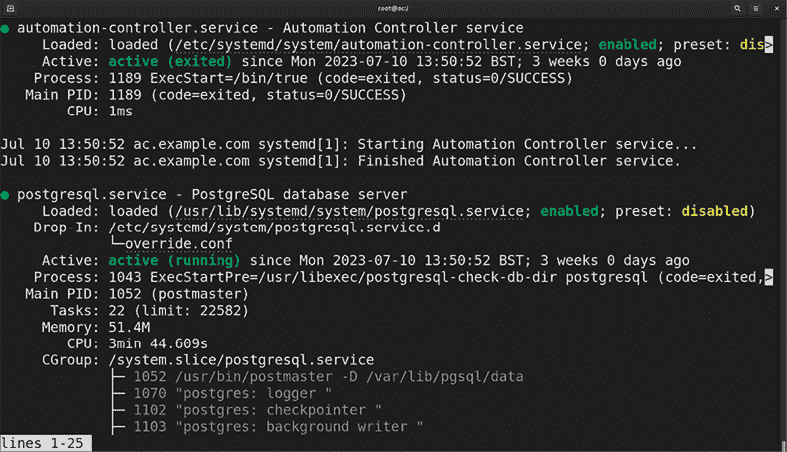 root@ac:/
● automation-controller.service - Automation Controller service
Loaded: loaded (/etc/systemd/system/automation-controller.service; enabled; preset: dis>
Active: active (exited) since Mon 2023-07-10 13:50:52 BST; 3 weeks 0 days ago
Process: 1189 ExecStart=/bin/true (code=exited, status=0/SUCCESS)
Main PID: 1189 (code=exited, status=0/SUCCESS)
CPU: 1ms
Jul 10 13:50:52 ac.example.com systemd[1]: Starting Automation Controller service...
Jul 10 13:50:52 ac.example.com systemd[1]: Finished Automation Controller service.
● postgresql.service - PostgreSQL database server
Loaded: loaded (/usr/lib/systemd/system/postgresql.service; enabled; preset: disabled)
Drop-In: /etc/systemd/system/postgresql.service.d
└─override.conf
Active: active (running) since Mon 2023-07-10 13:50:52 BST; 3 weeks 0 days ago
Process: 1043 ExecStartPre=/usr/libexec/postgresql-check-db-dir postgresql (code=exited,>
Main PID: 1052 (postmaster)
Tasks: 22 (limit: 22582)
Memory: 51.4M
CPU: 3min 44.609s
CGroup: /system.slice/postgresql.service
├─ 1052 /usr/bin/postmaster -D /var/lib/pgsql/data
├─ 1070 "postgres: logger "
├─ 1102 "postgres: checkpointer "
├─ 1103 "postgres: background writer "
lines 1-25